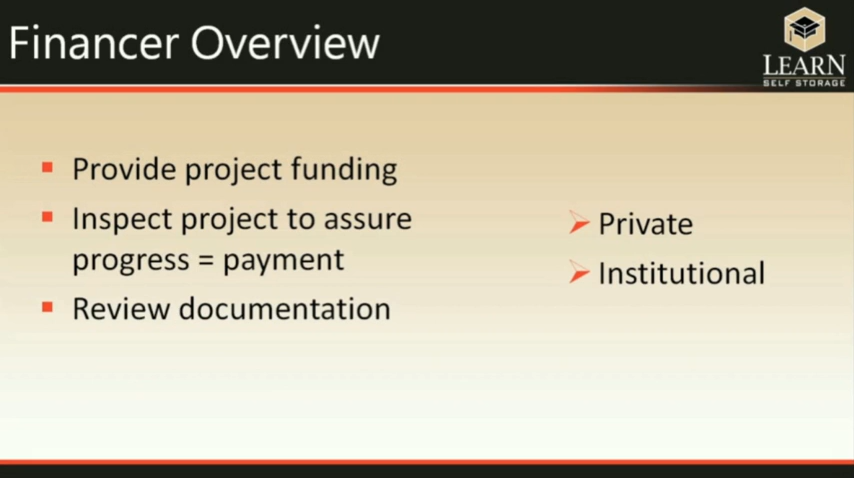 Financer Overview
LEARN
SELF STORAGE
Provide project funding
Inspect project to assure
progress = payment
Review documentation
Private
Institutional